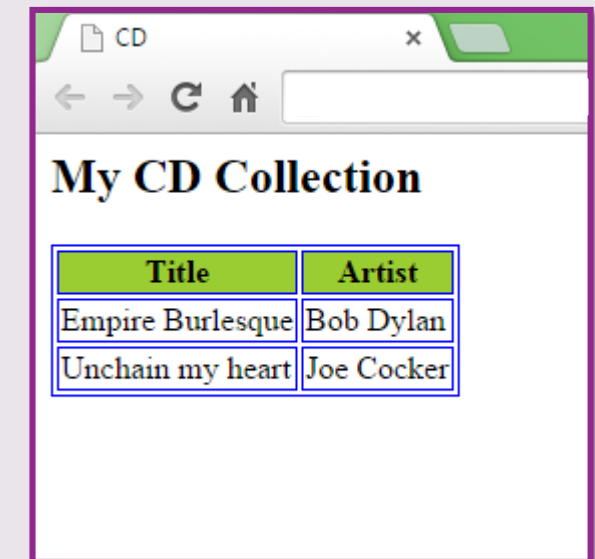 CD
My CD Collection
Title Artist
Empire Burlesque Bob Dylan
Unchain my heart Joe Cocker